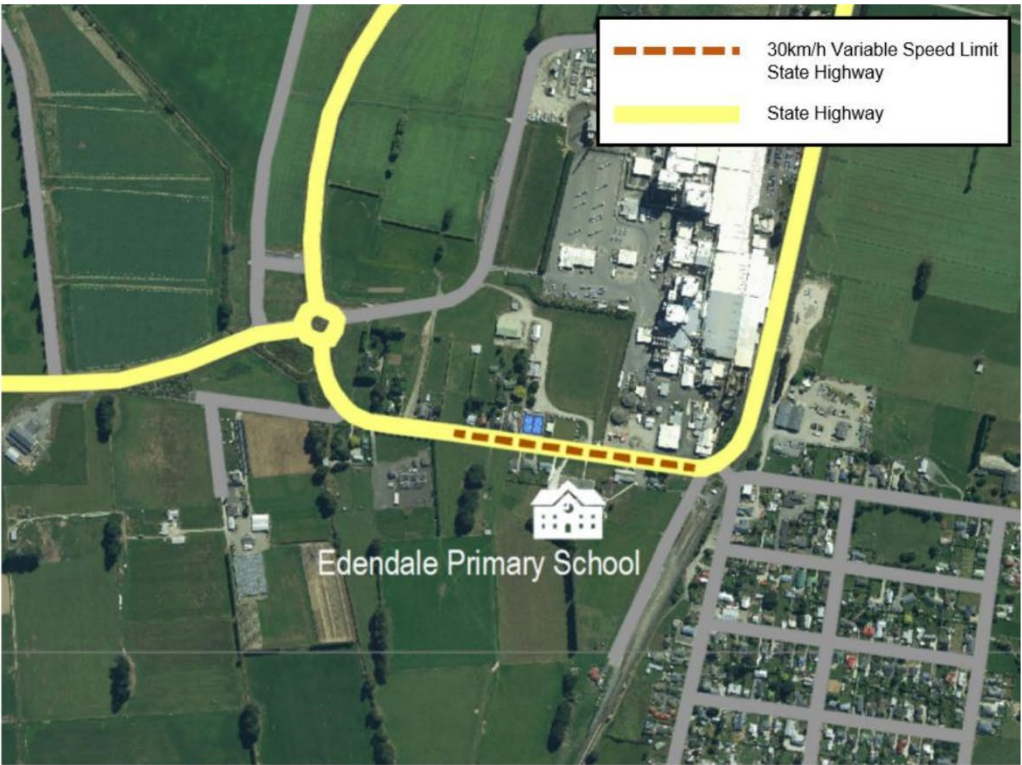 30km/h Variable Speed Limit
State Highway
State Highway
Edendale Primary School